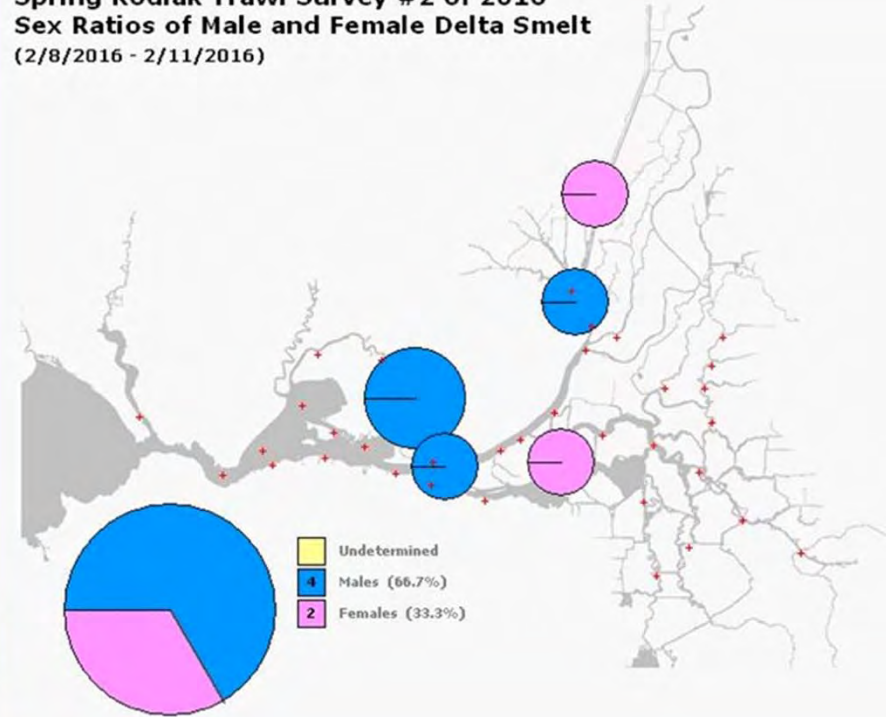 Spring Kodiak Trawl Survey #2 of 2016
Sex Ratios of Male and Female Delta Smelt
(2/8/2016 - 2/11/2016)
Undetermined
4 Males (66.7%)
2 Females (33.3%)